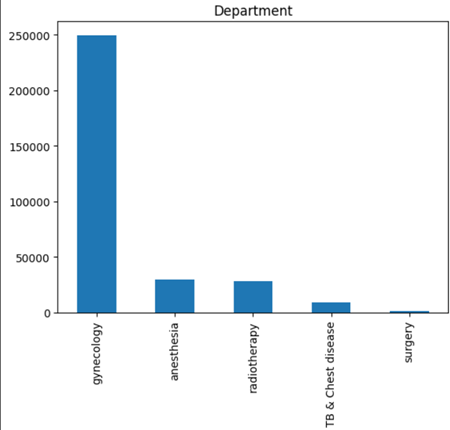 Department
250000
200000
150000
100000
50000
0
gynecology
anesthesia
radiotherapy
TB & Chest disease
surgery